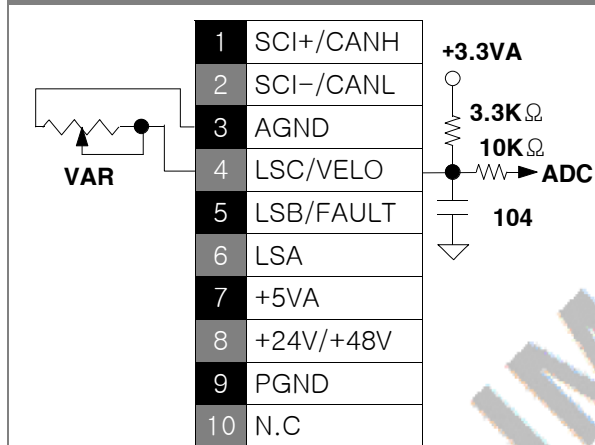 1 SCI+/CANH
2 SCI-/CANL
3 AGND
4 LSC/VELO
5 LSB/FAULT
6 LSA
7 +5VA
8 +24V/+48V
9 PGND
10 N.C
VAR
+3.3VA
3.3KΩ
10KΩ
ADC
104